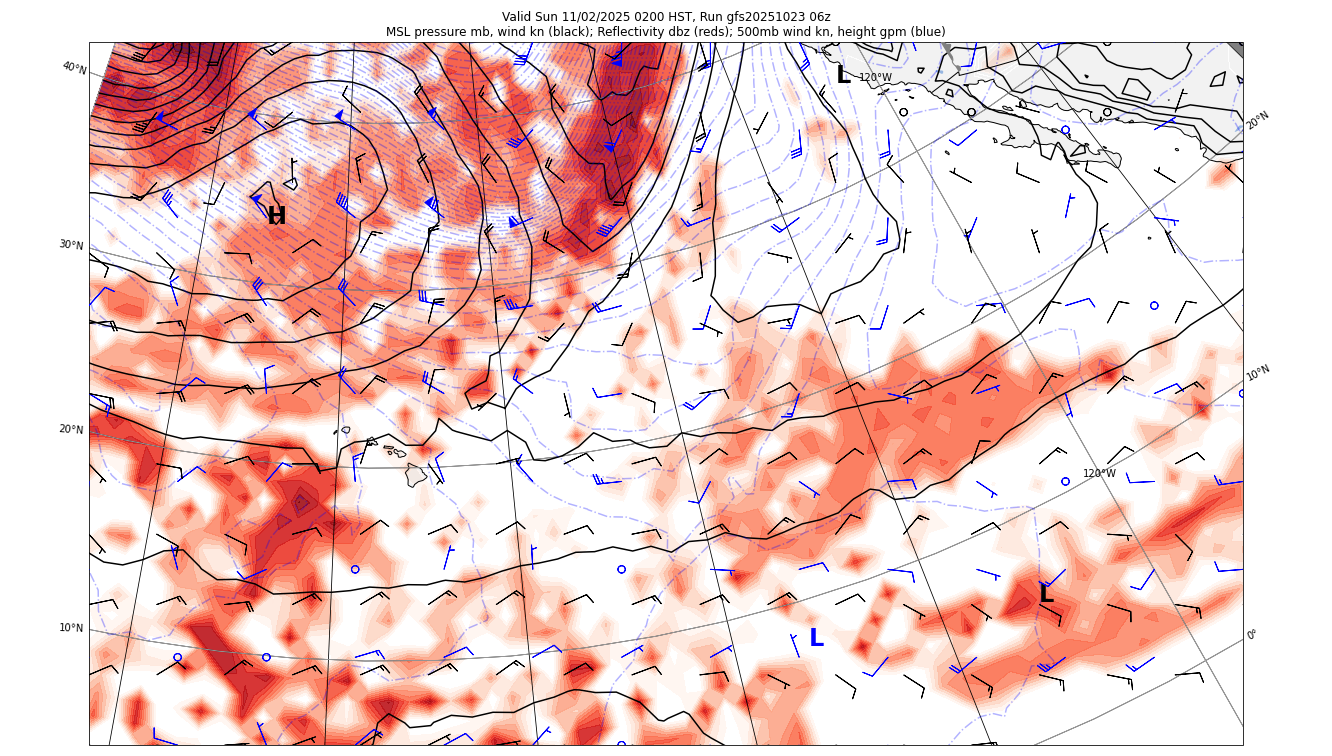 Valid Sun 11/02/2025 0200 HST, Run gfs20251023 06z
MSL pressure mb, wind kn (black); Reflectivity dbz (reds); 500mb wind kn, height gpm (blue)
40°N
L 120°W
20°N
H
30°N
10°N
20°N
120°W
L
10°N
L
0°